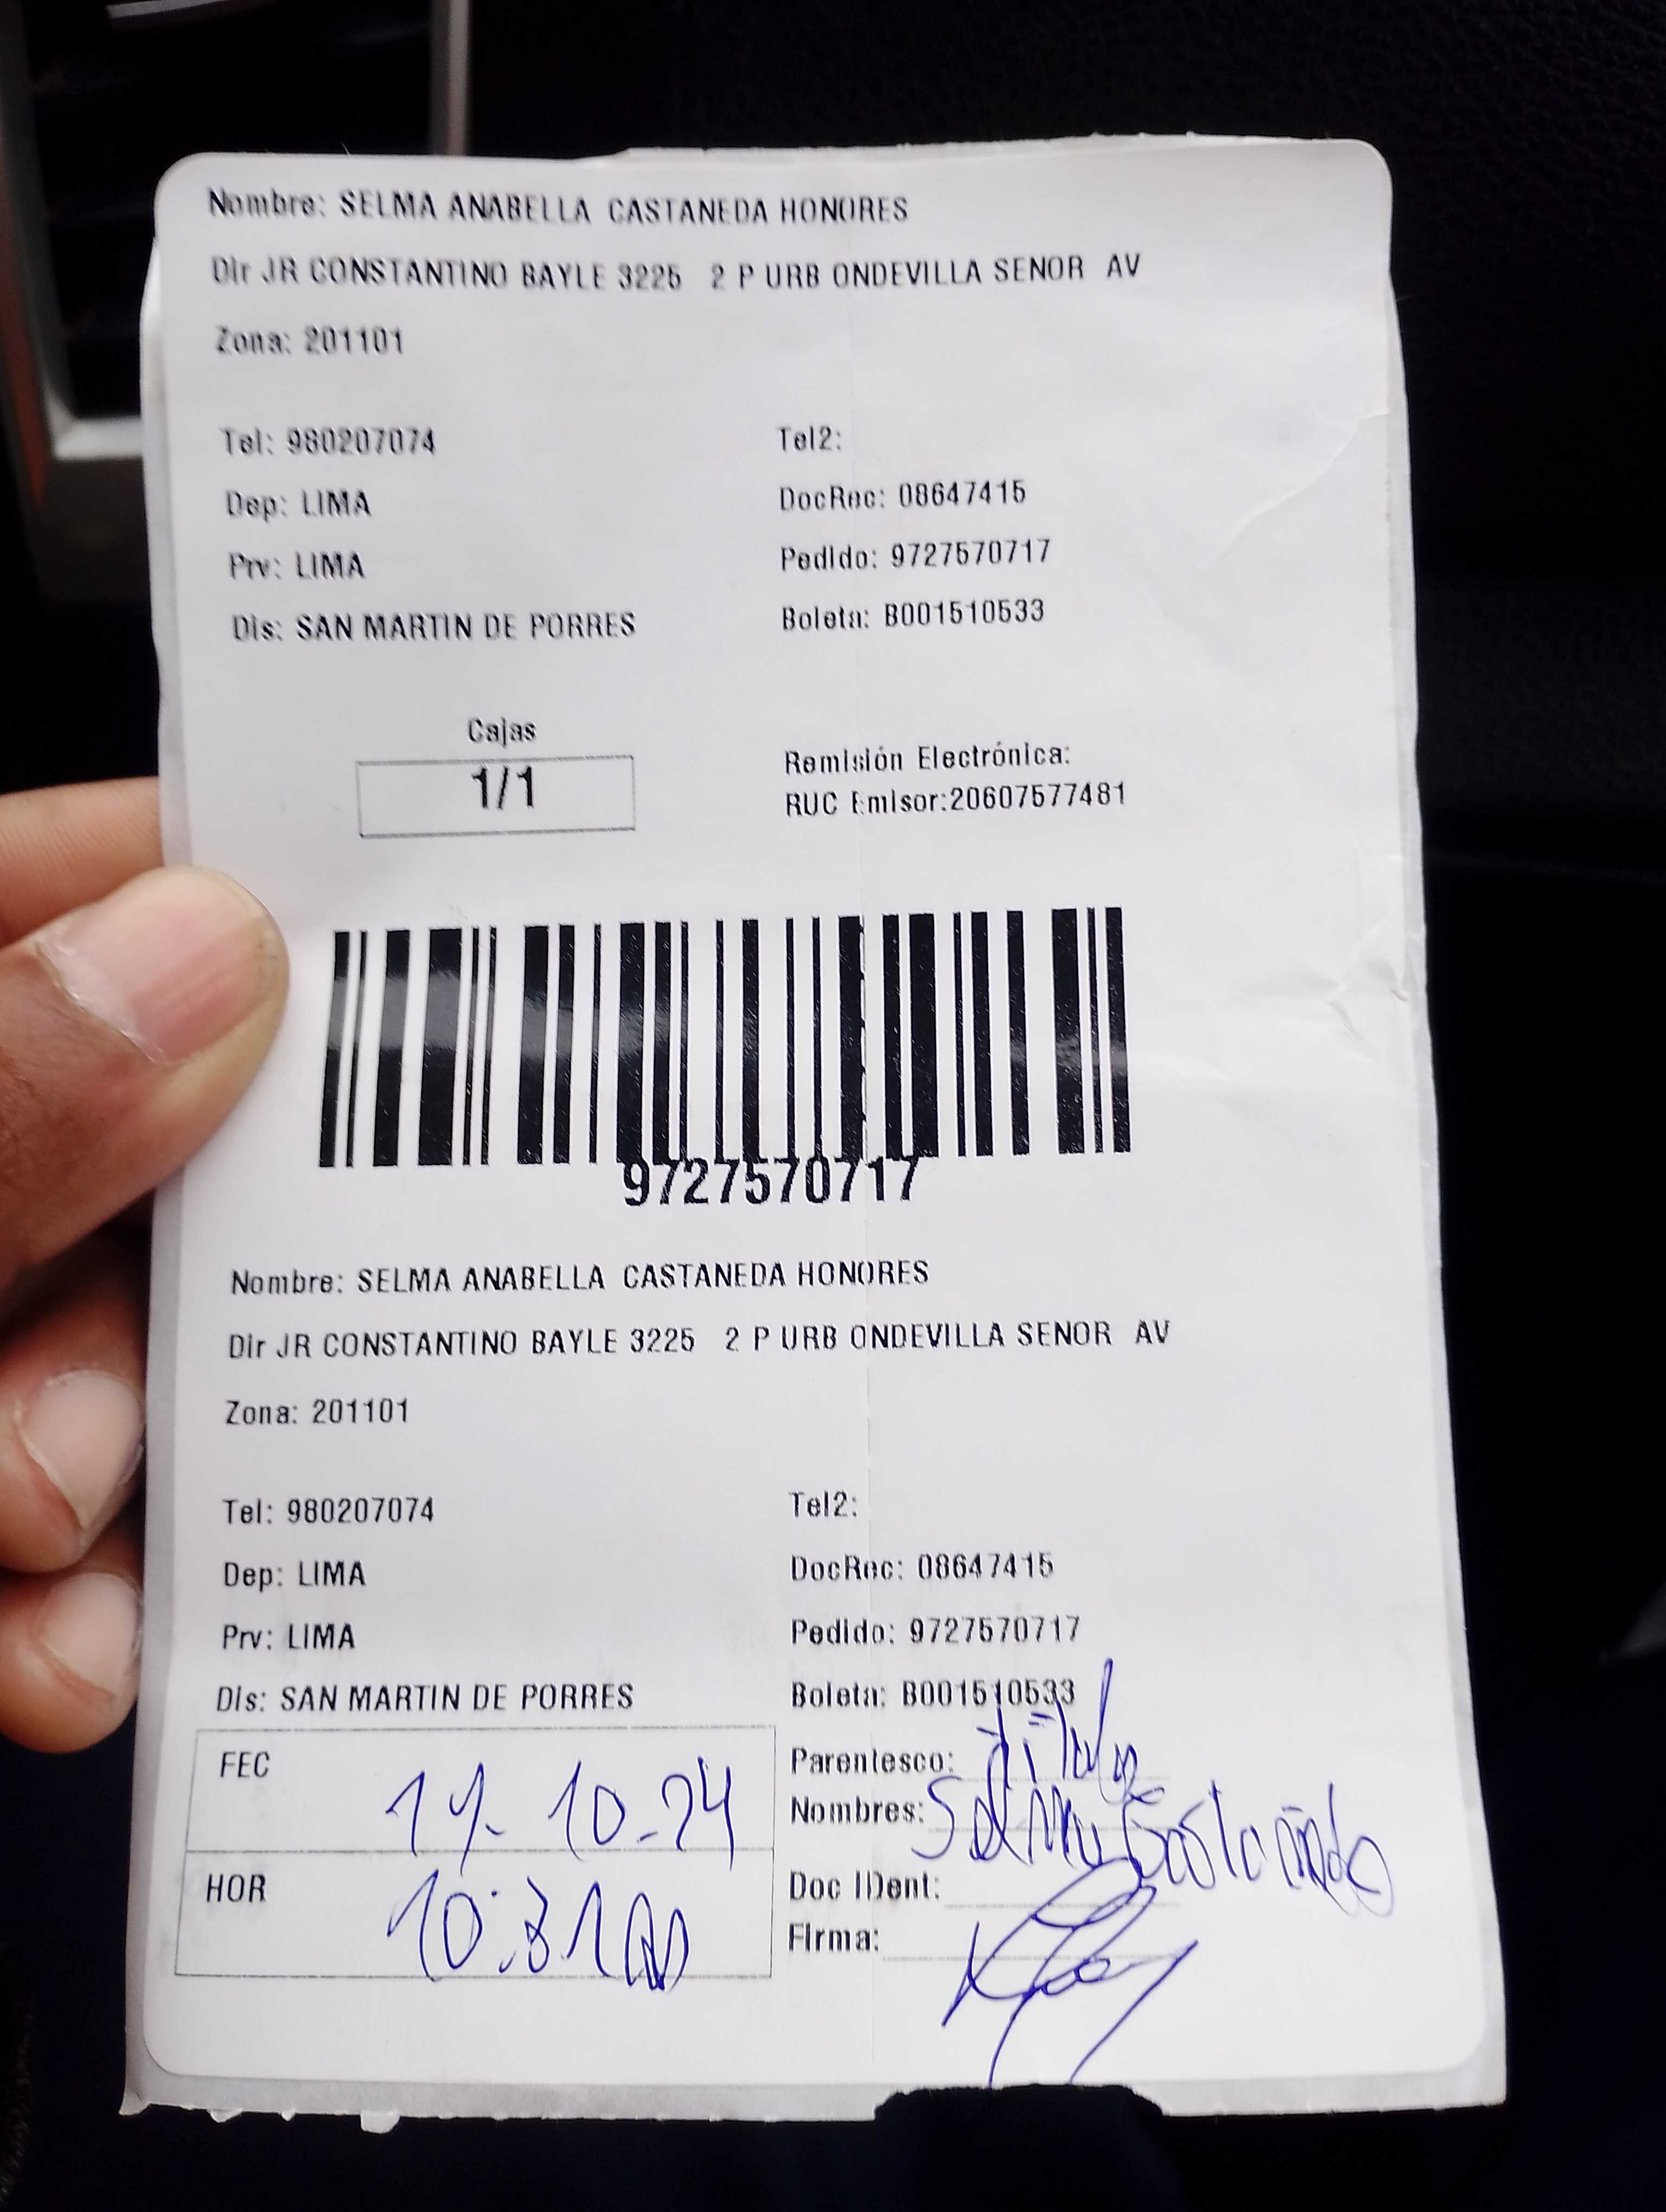 Nombre: SELMA ANABELLA CASTANEDA HONORES
Dir JR CONSTANTINO BAYLE 3225 2 P URB ONDEVILLA SENOR AV
Zona: 201101
Tel: 980207074 Tel2:
Dep: LIMA DocRec: 08647415
Prv: LIMA Pedido: 9727570717
Dis: SAN MARTIN DE PORRES Boleta: B001510533
Cajas
1/1
Remisión Electrónica:
RUC Emisor:20607577481
9727570717
Nombre: SELMA ANABELLA CASTANEDA HONORES
Dir JR CONSTANTINO BAYLE 3225 2 P URB ONDEVILLA SENOR AV
Zona: 201101
Tel: 980207074 Tel2:
Dep: LIMA DocRec: 08647415
Prv: LIMA Pedido: 9727570717
Dis: SAN MARTIN DE PORRES Boleta: B001510533
FEC
HOR
Parentesco: titular
Nombres: Selma
Doc IDent:
Firma: